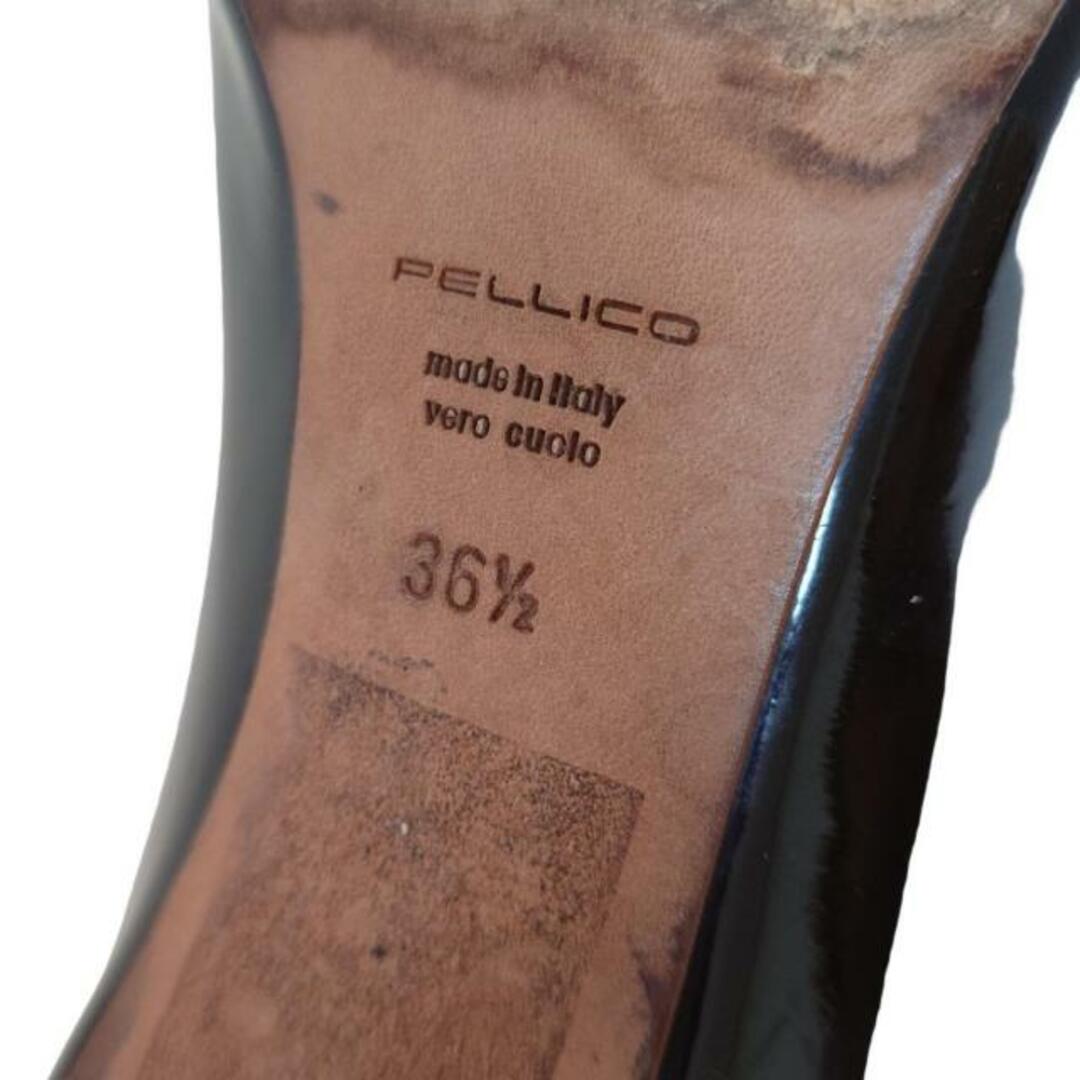 PELLICO
made in Italy
vero cuoio
36½